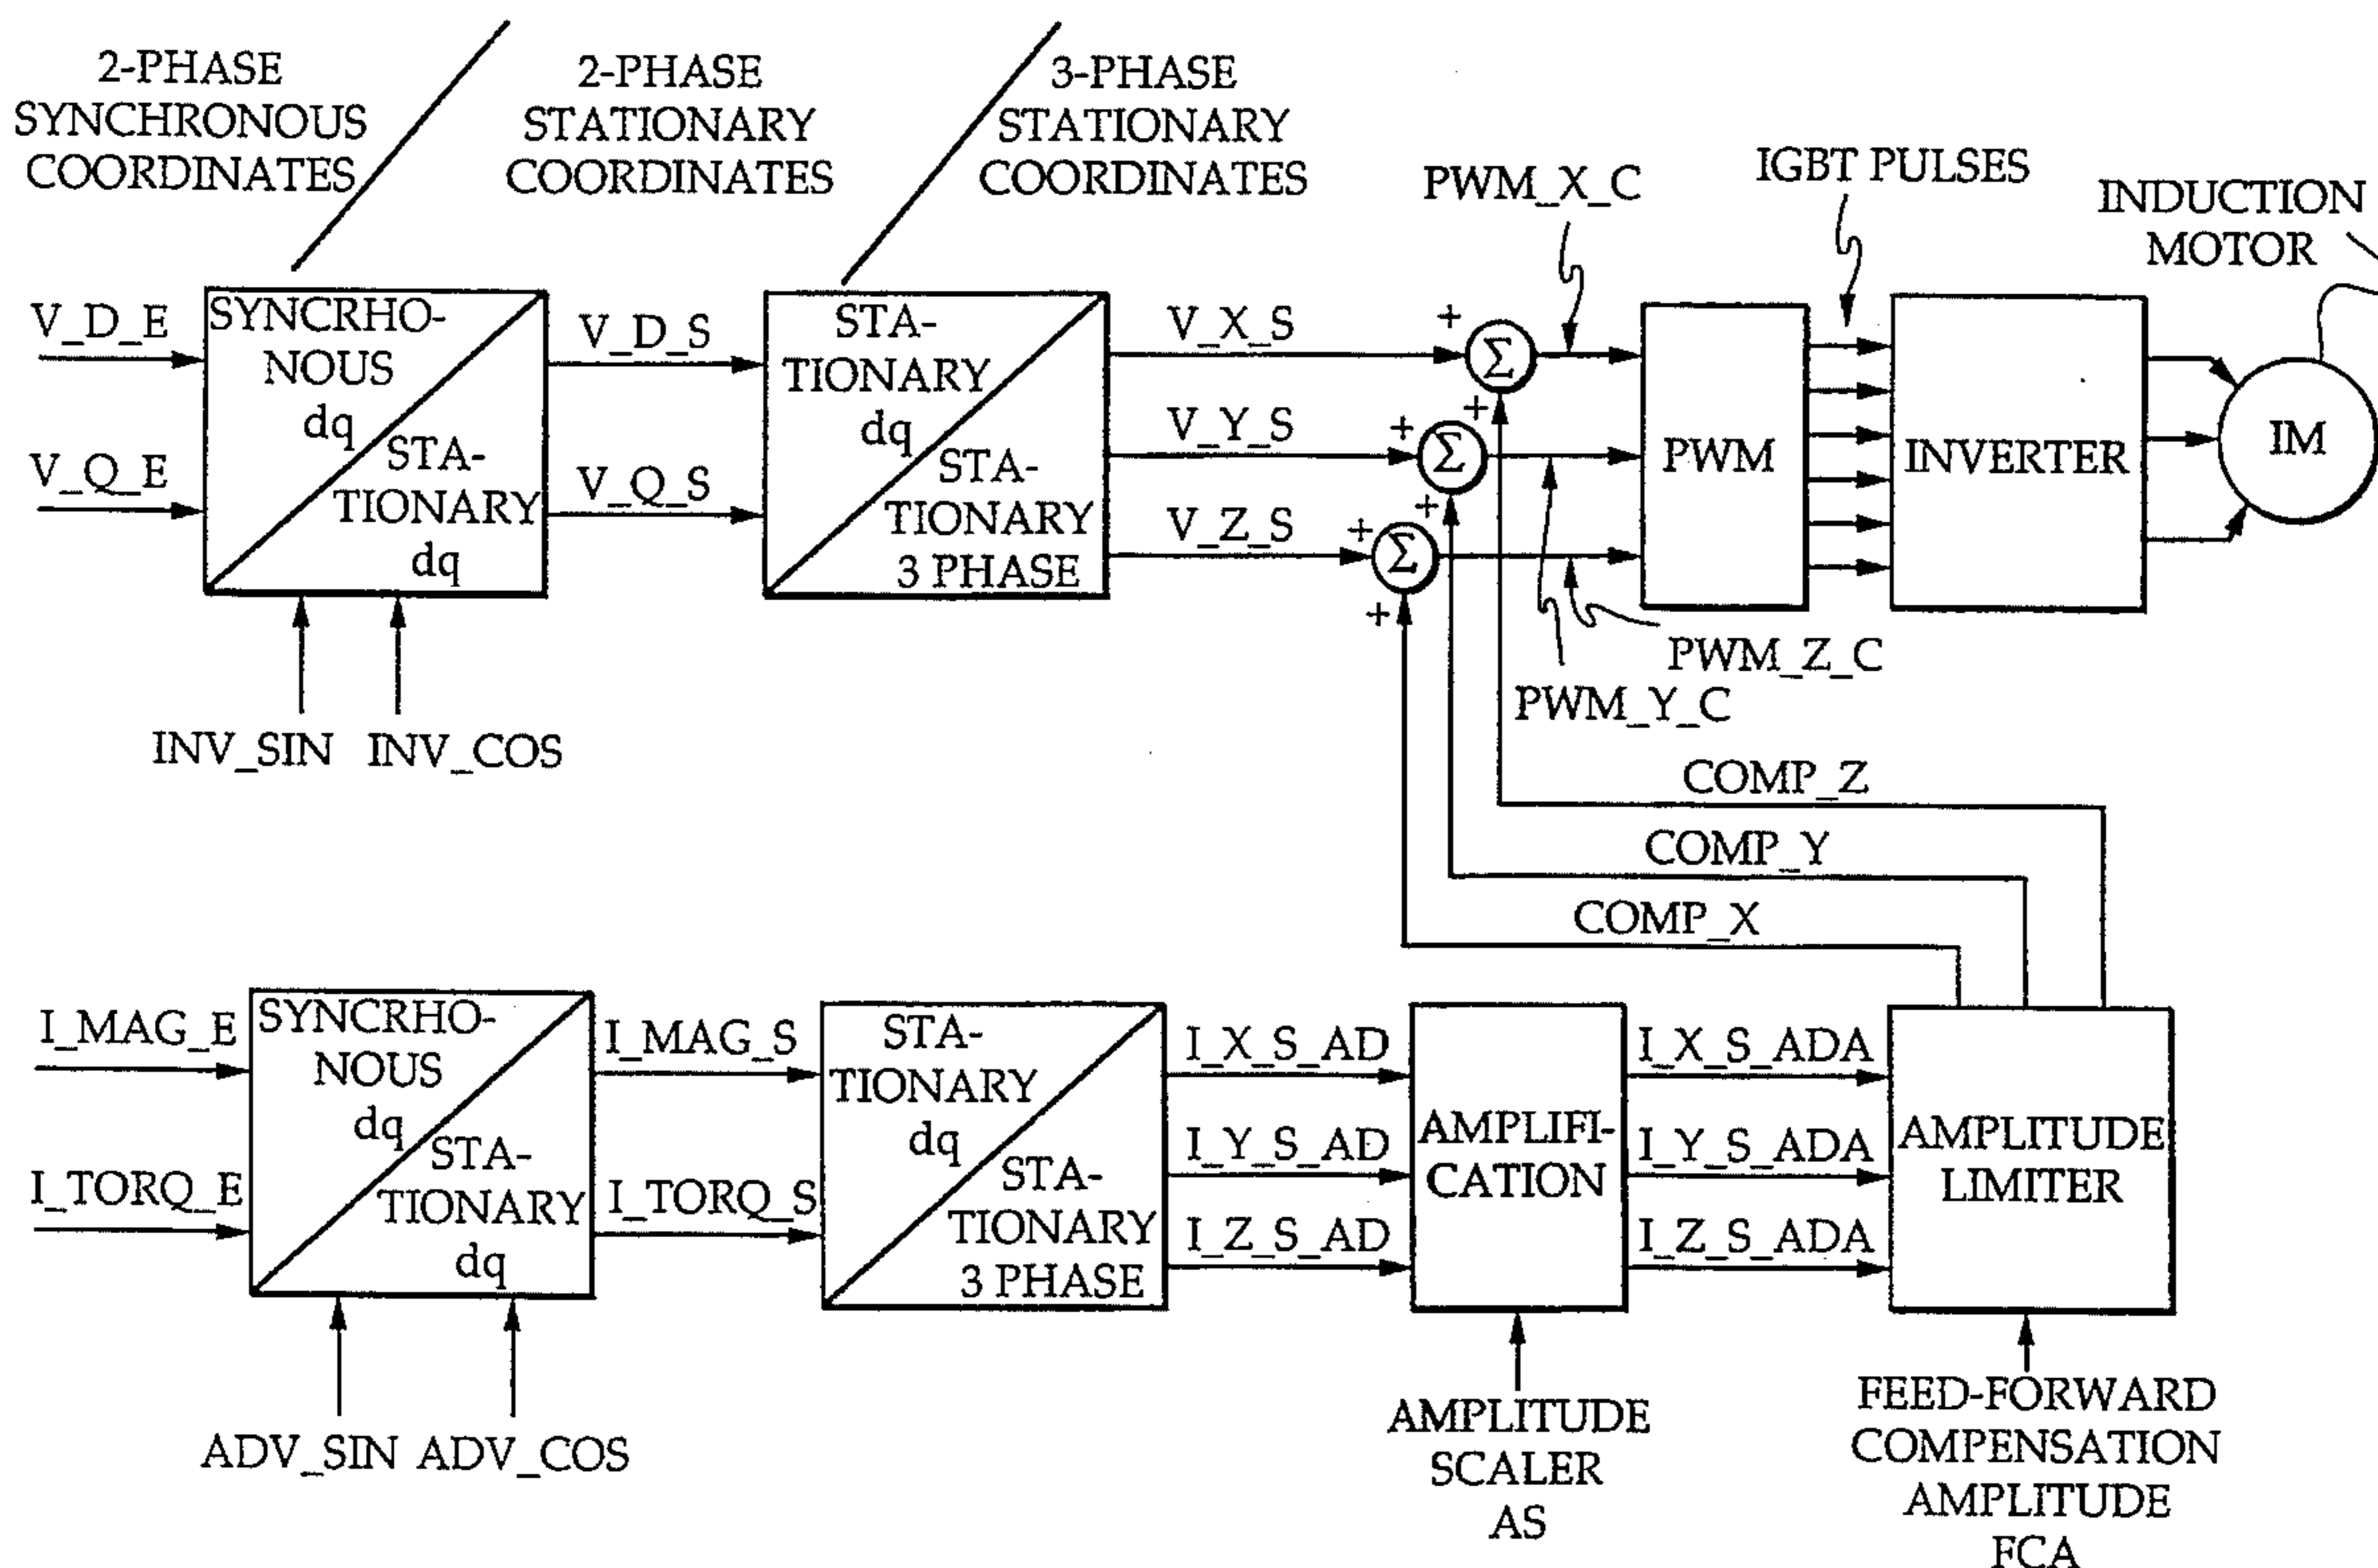 2-PHASE
SYNCHRONOUS
COORDINATES
2-PHASE
STATIONARY
COORDINATES
3-PHASE
STATIONARY
COORDINATES
PWM_X_C
IGBT PULSES
INDUCTION
MOTOR
V_D_E
V_Q_E
SYNCRHO-
NOUS
dq
STA-
TIONARY
dq
INV_SIN
INV_COS
V_D_S
V_Q_S
STA-
TIONARY
dq
STA-
TIONARY
3 PHASE
V_X_S
V_Y_S
V_Z_S
+
Σ
+
+
Σ
+
+
Σ
+
PWM
INVERTER
IM
PWM_Z_C
PWM_Y_C
COMP_Z
COMP_Y
COMP_X
I_MAG_E
I_TORQ_E
SYNCRHO-
NOUS
dq
STA-
TIONARY
dq
ADV_SIN
ADV_COS
I_MAG_S
I_TORQ_S
STA-
TIONARY
dq
STA-
TIONARY
3 PHASE
I_X_S_AD
I_Y_S_AD
I_Z_S_AD
AMPLIFI-
CATION
AMPLITUDE
SCALER
AS
I_X_S_ADA
I_Y_S_ADA
I_Z_S_ADA
AMPLITUDE
LIMITER
FEED-FORWARD
COMPENSATION
AMPLITUDE
FCA